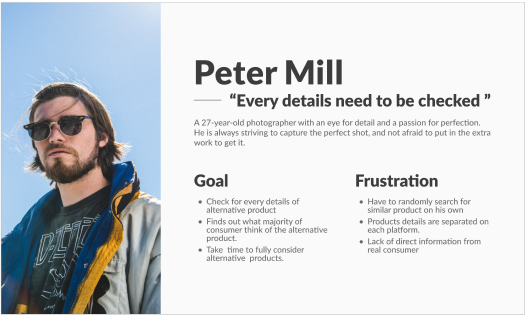 Peter Mill
“Every details need to be checked ”
A 27-year-old photographer with an eye for detail and a passion for perfection.
He is always striving to capture the perfect shot, and not afraid to put in the extra
work to get it.
Goal
• Check for every details of
alternative product
• Finds out what majority of
consumer think of the alternative
product.
• Take time to fully consider
alternative products.
Frustration
• Have to randomly search for
similar product on his own
• Products details are separated on
each platform.
• Lack of direct information from
real consumer